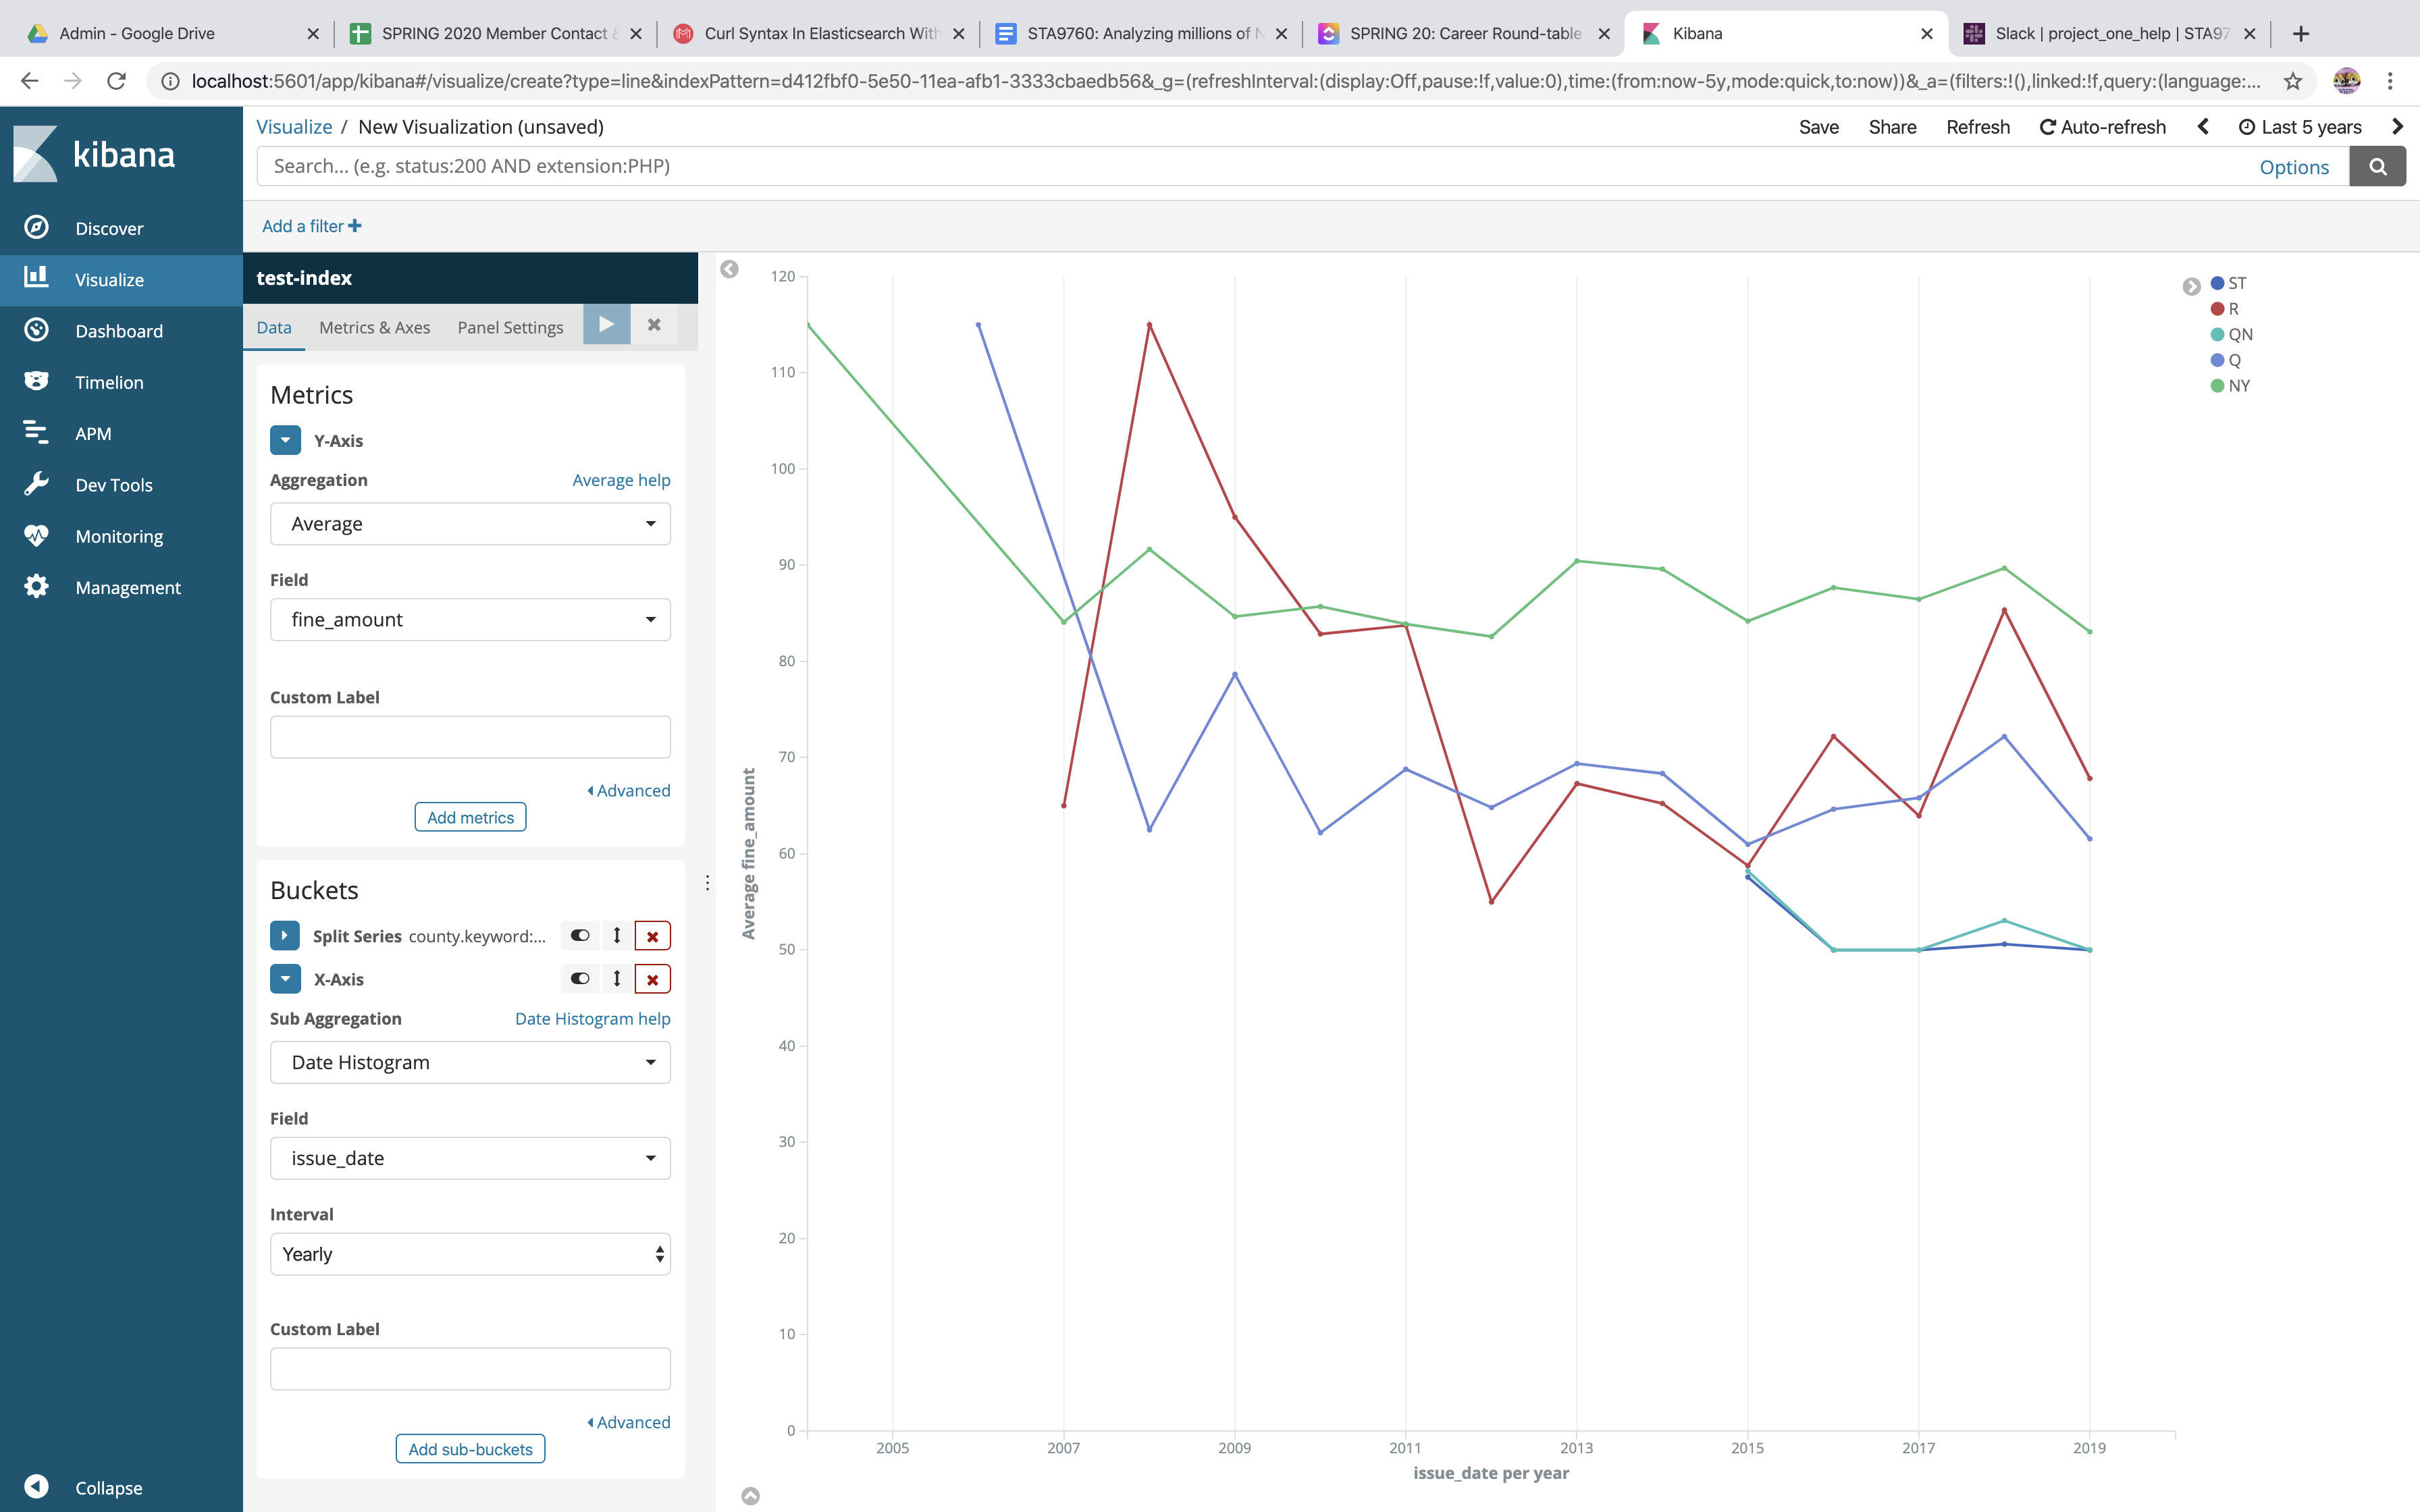 Admin - Google Drive
SPRING 2020 Member Contact &
Curl Syntax In Elasticsearch With
STA9760: Analyzing millions of N
SPRING 20: Career Round-table
Kibana
Slack | project_one_help | STA97
localhost:5601/app/kibana#/visualize/create?type=line&indexPattern=d412fbf0-5e50-11ea-afb1-3333cbaedb56&_g=(refreshInterval:(display:Off,pause:!f,value:0),time:(from:now-5y,mode:quick,to:now))&_a=(filters:!(),linked:!f,query:(language:...
kibana
Visualize / New Visualization (unsaved)
Save Share Refresh Auto-refresh Last 5 years
Search... (e.g. status:200 AND extension:PHP)
Options
Add a filter
Discover
Visualize
Dashboard
Timelion
APM
Dev Tools
Monitoring
Management
Collapse
test-index
Data Metrics & Axes Panel Settings
Metrics
Y-Axis
Aggregation Average help
Average
Field
fine_amount
Custom Label
Advanced
Add metrics
Buckets
Split Series county.keyword:...
X-Axis
Sub Aggregation Date Histogram help
Date Histogram
Field
issue_date
Interval
Yearly
Custom Label
Advanced
Add sub-buckets
Average fine_amount
120
110
100
90
80
70
60
50
40
30
20
10
0
2005 2007 2009 2011 2013 2015 2017 2019
issue_date per year
ST
R
QN
Q
NY